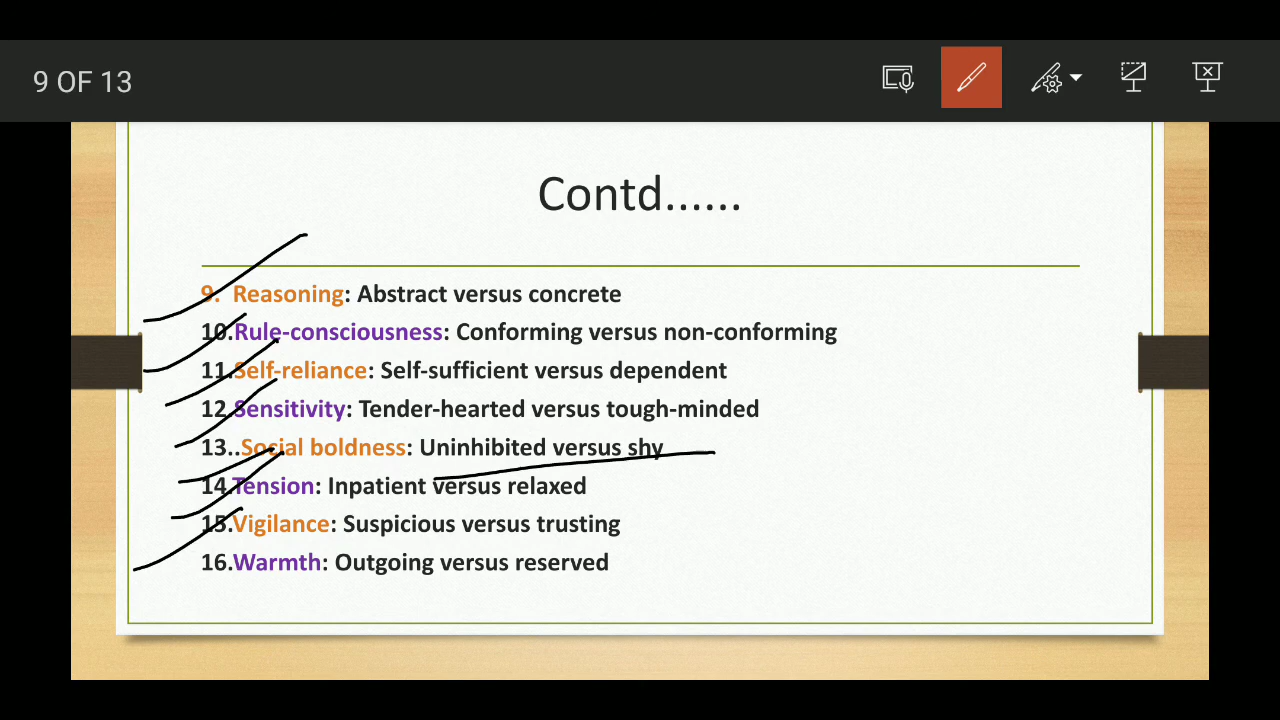 9 OF 13
Contd......
9. Reasoning: Abstract versus concrete
10.Rule-consciousness: Conforming versus non-conforming
11.Self-reliance: Self-sufficient versus dependent
12.Sensitivity: Tender-hearted versus tough-minded
13..Social boldness: Uninhibited versus shy
14.Tension: Inpatient versus relaxed
15.Vigilance: Suspicious versus trusting
16.Warmth: Outgoing versus reserved